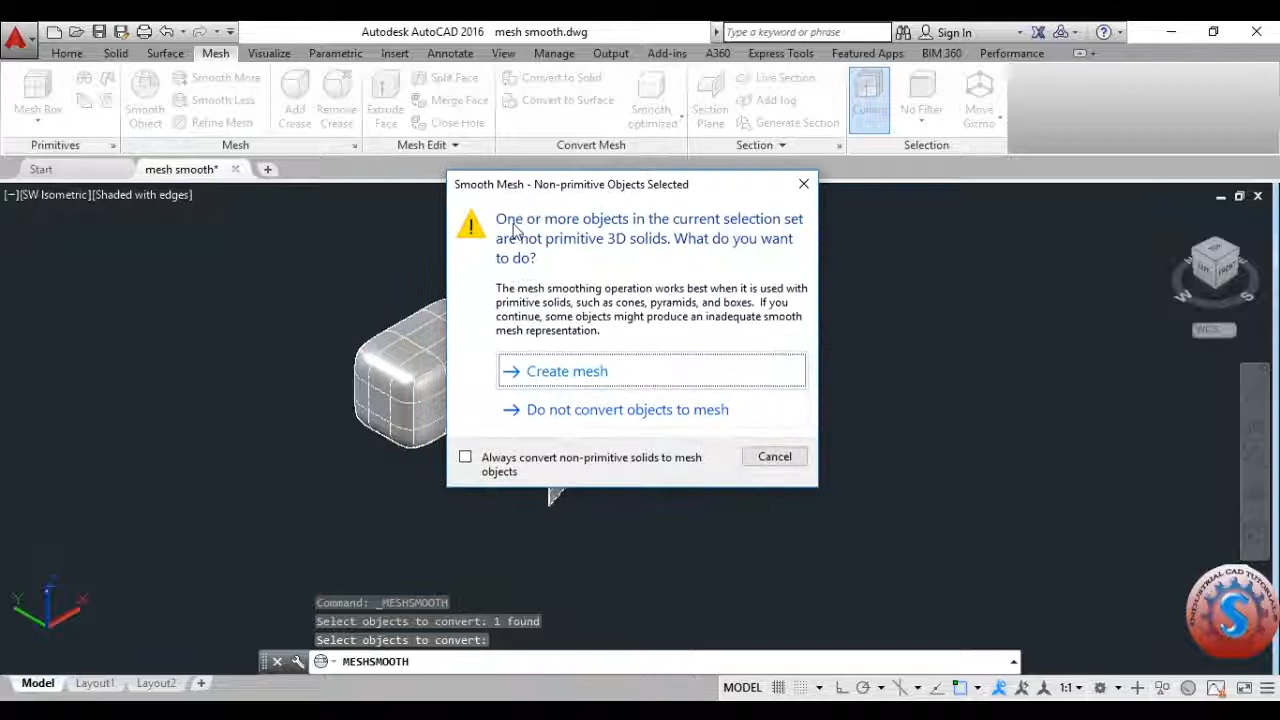 Autodesk AutoCAD 2016 mesh smooth.dwg
Type a keyword or phrase
Sign In
Home Solid Surface Mesh Visualize Parametric Insert Annotate View Manage Output Add-ins A360 Express Tools Featured Apps BIM 360 Performance
Mesh Box
Smooth Object
Smooth More
Smooth Less
Refine Mesh
Add Crease
Remove Crease
Extrude Face
Split Face
Merge Face
Close Hole
Convert to Solid
Convert to Surface
Smooth, optimized
Section Plane
Live Section
Add Jog
Generate Section
Culling
No Filter
Move Gizmo
Primitives Mesh Mesh Edit Convert Mesh Section Selection
Start mesh smooth*
[−][SW Isometric][Shaded with edges]
Smooth Mesh - Non-primitive Objects Selected
One or more objects in the current selection set
are not primitive 3D solids. What do you want
to do?
The mesh smoothing operation works best when it is used with
primitive solids, such as cones, pyramids, and boxes. If you
continue, some objects might produce an inadequate smooth
mesh representation.
Create mesh
Do not convert objects to mesh
Always convert non-primitive solids to mesh
objects
Cancel
W S
Y Z X
Command: _MESHSMOOTH
Select objects to convert: 1 found
Select objects to convert:
MESHSMOOTH
INDUSTRIAL CAD TUTORIALS
S
Model Layout1 Layout2
MODEL 1:1